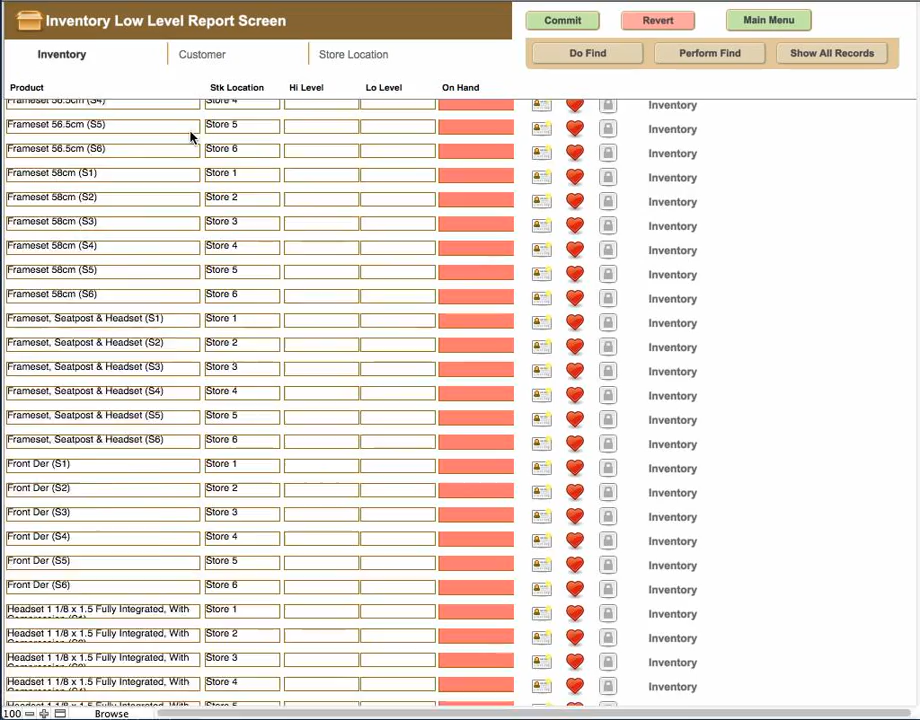 Inventory Low Level Report Screen
Commit Revert Main Menu
Inventory Customer Store Location
Do Find Perform Find Show All Records
Product Stk Location Hi Level Lo Level On Hand
Frameset 56.5cm (S4) Store 4 Inventory
Frameset 56.5cm (S5) Store 5 Inventory
Frameset 56.5cm (S6) Store 6 Inventory
Frameset 58cm (S1) Store 1 Inventory
Frameset 58cm (S2) Store 2 Inventory
Frameset 58cm (S3) Store 3 Inventory
Frameset 58cm (S4) Store 4 Inventory
Frameset 58cm (S5) Store 5 Inventory
Frameset 58cm (S6) Store 6 Inventory
Frameset, Seatpost & Headset (S1) Store 1 Inventory
Frameset, Seatpost & Headset (S2) Store 2 Inventory
Frameset, Seatpost & Headset (S3) Store 3 Inventory
Frameset, Seatpost & Headset (S4) Store 4 Inventory
Frameset, Seatpost & Headset (S5) Store 5 Inventory
Frameset, Seatpost & Headset (S6) Store 6 Inventory
Front Der (S1) Store 1 Inventory
Front Der (S2) Store 2 Inventory
Front Der (S3) Store 3 Inventory
Front Der (S4) Store 4 Inventory
Front Der (S5) Store 5 Inventory
Front Der (S6) Store 6 Inventory
Headset 1 1/8 x 1.5 Fully Integrated, With Store 1 Inventory
Headset 1 1/8 x 1.5 Fully Integrated, With Store 2 Inventory
Headset 1 1/8 x 1.5 Fully Integrated, With Store 3 Inventory
Headset 1 1/8 x 1.5 Fully Integrated, With Store 4 Inventory
100 Browse